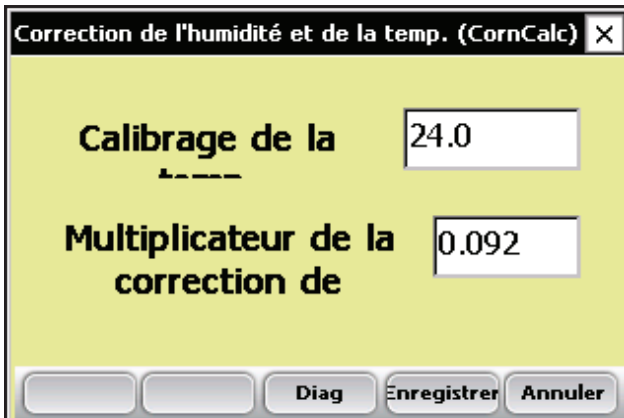 Correction de l'humidité et de la temp. (CornCalc)
Calibrage de la
24.0
Multiplicateur de la
correction de
0.092
Diag
Enregistrer
Annuler